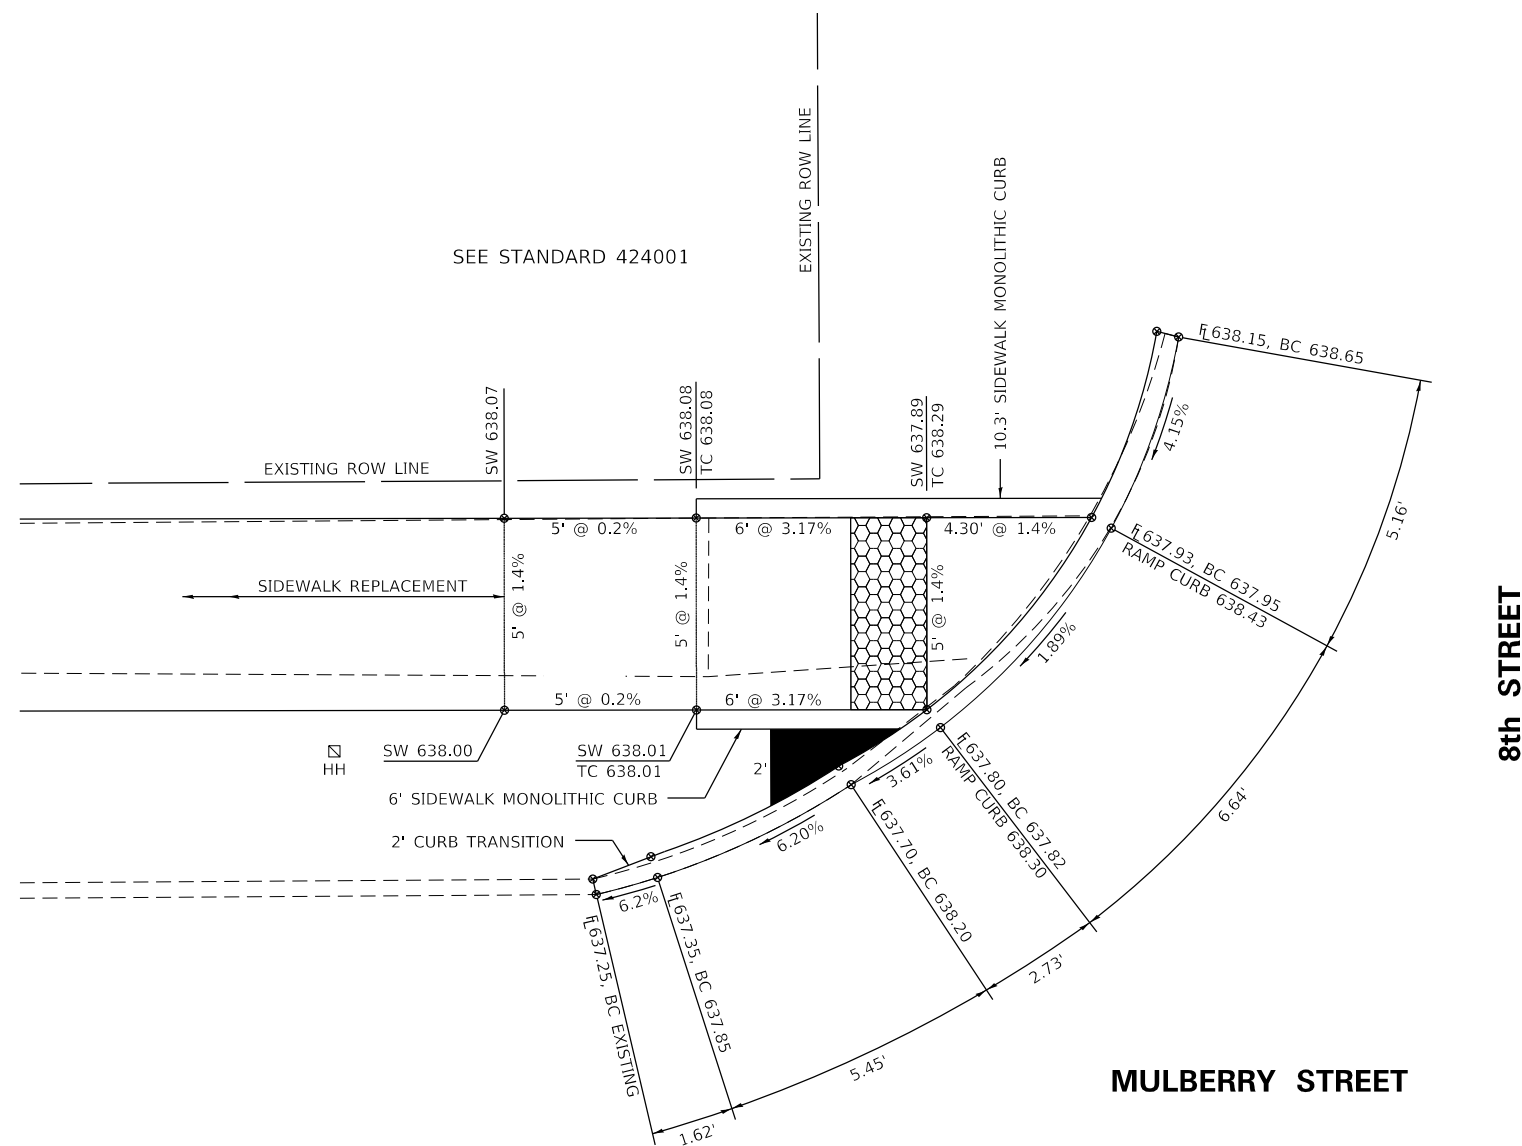 EXISTING ROW LINE
10.3' SIDEWALK MONOLITHIC CURB
SEE STANDARD 424001
EXISTING ROW LINE
SW 638.07
SW 638.08
TC 638.08
SW 637.89
TC 638.29
5' @ 0.2%
6' @ 3.17%
4.30' @ 1.4%
SIDEWALK REPLACEMENT
5' @ 1.4%
5' @ 1.4%
5' @ 1.4%
5' @ 0.2%
6' @ 3.17%
HH
SW 638.00
SW 638.01
TC 638.01
2'
6' SIDEWALK MONOLITHIC CURB
2' CURB TRANSITION
FL 638.15, BC 638.65
4.15%
5.16'
FL 637.93, BC 637.95
RAMP CURB 638.43
1.89%
6.64'
FL 637.80, BC 637.82
RAMP CURB 638.30
3.61%
2.73'
FL 637.70, BC 638.20
6.20%
5.45'
FL 637.35, BC 637.85
6.2%
1.62'
FL 637.25, BC EXISTING
8th STREET
MULBERRY STREET